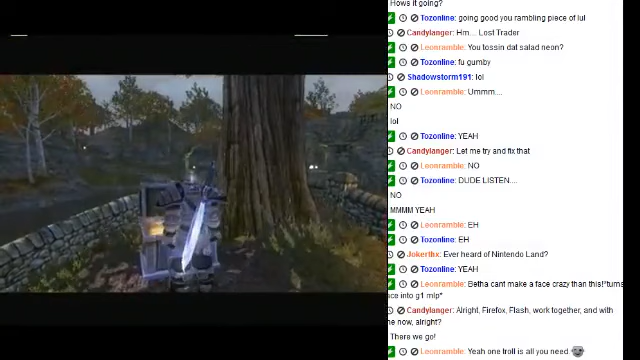 Hows it going?
Tozonline: going good you rambling piece of lul
Candylanger: Hm... Lost Trader
Leonramble: You tossin dat salad neon?
Tozonline: fu gumby
Shadowstorm191: lol
Leonramble: Ummm....
NO
lol
Tozonline: YEAH
Candylanger: Let me try and fix that
Leonramble: NO
Tozonline: DUDE LISTEN....
NO
MMMM YEAH
Leonramble: EH
Tozonline: EH
Jokerthx: Ever heard of Nintendo Land?
Tozonline: YEAH
Leonramble: Betha cant make a face crazy than this!*turns
ace into g1 mlp*
Candylanger: Alright, Firefox, Flash, work together, and with
me now, alright?
There we go!
Leonramble: Yeah one troll is all you need